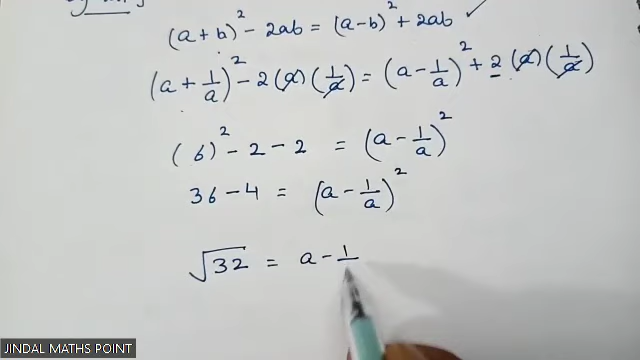 (a+b)² - 2ab = (a-b)² + 2ab ✓
(a + 1/a)² - 2(a)(1/a) = (a - 1/a)² + 2(a)(1/a)
(6)² - 2 - 2 = (a - 1/a)²
36 - 4 = (a - 1/a)²
√32 = a - 1/
JINDAL MATHS POINT